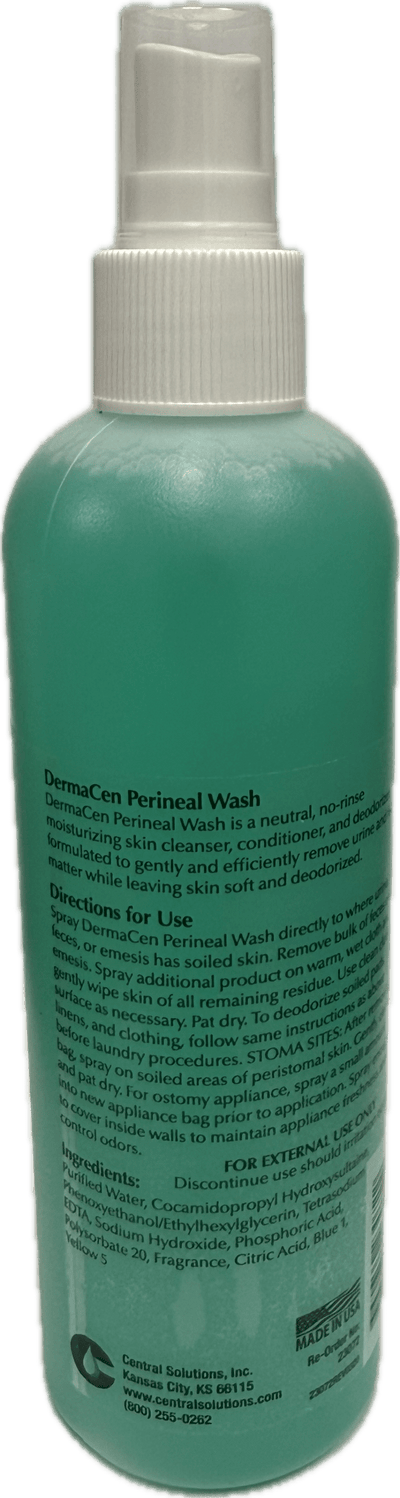 DermaCen Perineal Wash
DermaCen Perineal Wash is a neutral, no-rinse
moisturizing skin cleanser, conditioner, and
formulated to gently and efficiently remove urine and
matter while leaving skin soft and deodorized.
Directions for Use
Spray DermaCen Perineal Wash directly to where
feces, or emesis has soiled skin. Remove bulk of feces
emesis. Spray additional product on warm, wet cloth
gently wipe skin of all remaining residue. Use clean
surface as necessary. Pat dry. To deodorize soiled pads,
linens, and clothing, follow same instructions as
before laundry procedures. STOMA SITES: After
bag, spray on soiled areas of peristomal skin.
and pat dry. For ostomy appliance, spray a small
into new appliance bag prior to application. Spray
to cover inside walls to maintain appliance freshness
control odors.
FOR EXTERNAL USE ONLY
Discontinue use should irritation
Ingredients:
Purified Water, Cocamidopropyl Hydroxysultaine,
Phenoxyethanol/Ethylhexylglycerin, Tetrasodium
EDTA, Sodium Hydroxide, Phosphoric Acid,
Polysorbate 20, Fragrance, Citric Acid, Blue 1,
Yellow 5
MADE IN USA
Re-Order No.
23072
Central Solutions, Inc.
Kansas City, KS 66115
www.centralsolutions.com
(800) 255-0262